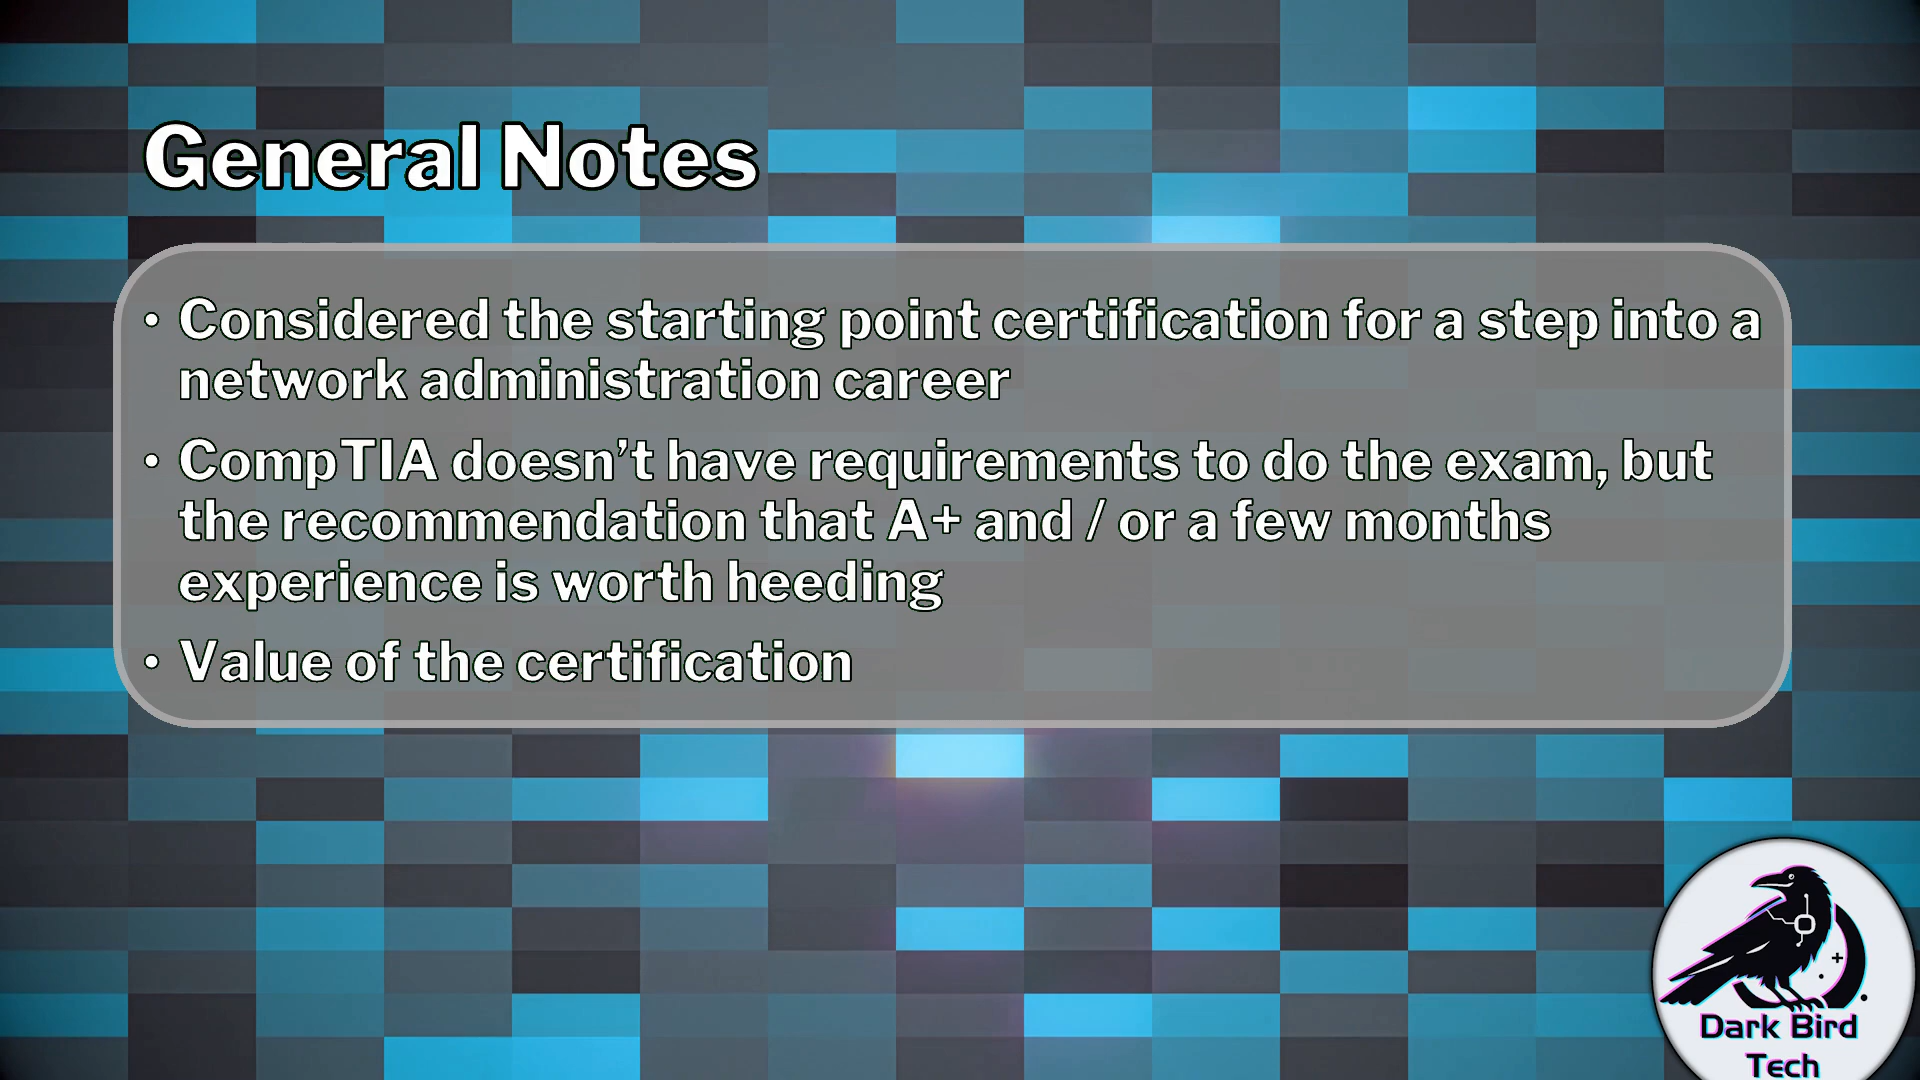 General Notes
• Considered the starting point certification for a step into a
network administration career
• CompTIA doesn’t have requirements to do the exam, but
the recommendation that A+ and / or a few months
experience is worth heeding
• Value of the certification
Dark Bird
Tech